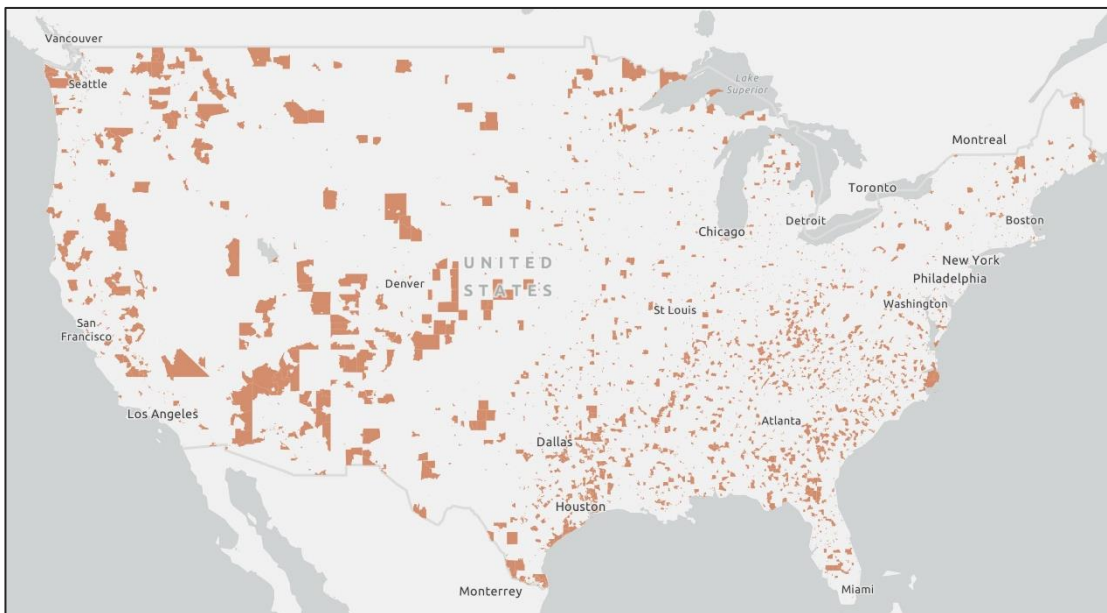 Vancouver
Seattle
Lake
Superior
Montreal
Toronto
Chicago
Detroit
Boston
New York
Philadelphia
UNITED
STATES
Denver
St Louis
Washington
San
Francisco
Los Angeles
Atlanta
Dallas
Houston
Monterrey
Miami